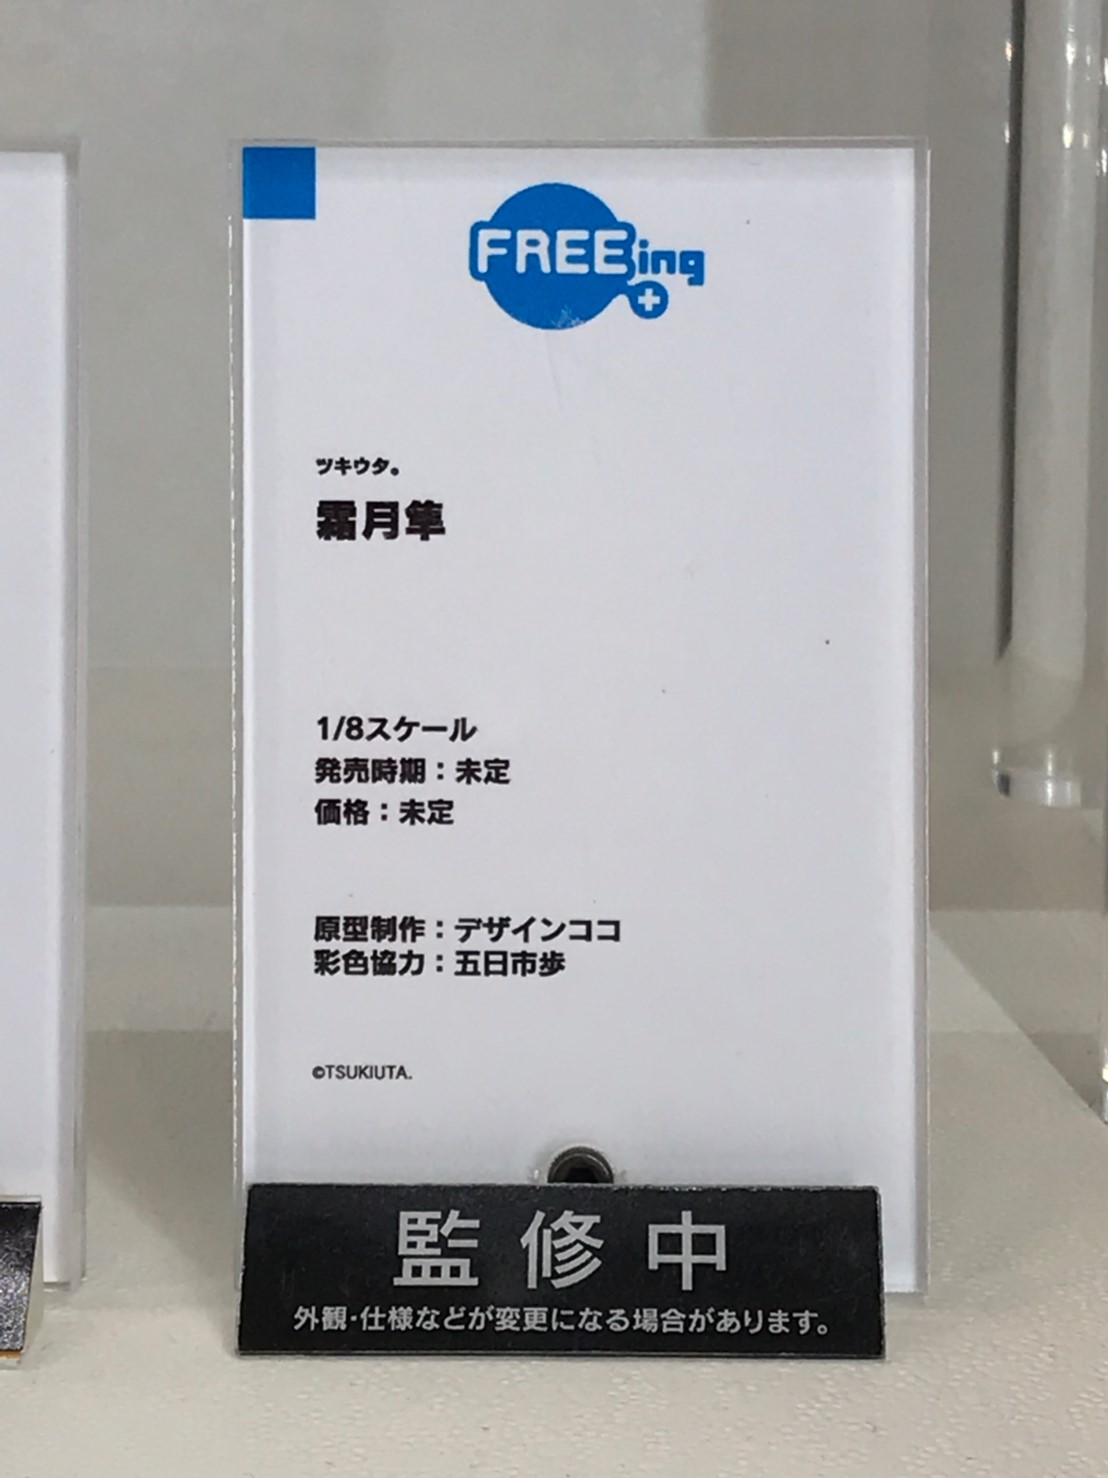 FREEing
ツキウタ。
霜月隼
1/8スケール
発売時期：未定
価格：未定
原型制作：デザインココ
彩色協力：五日市歩
©TSUKIUTA.
監修中
外観・仕様などが変更になる場合があります。